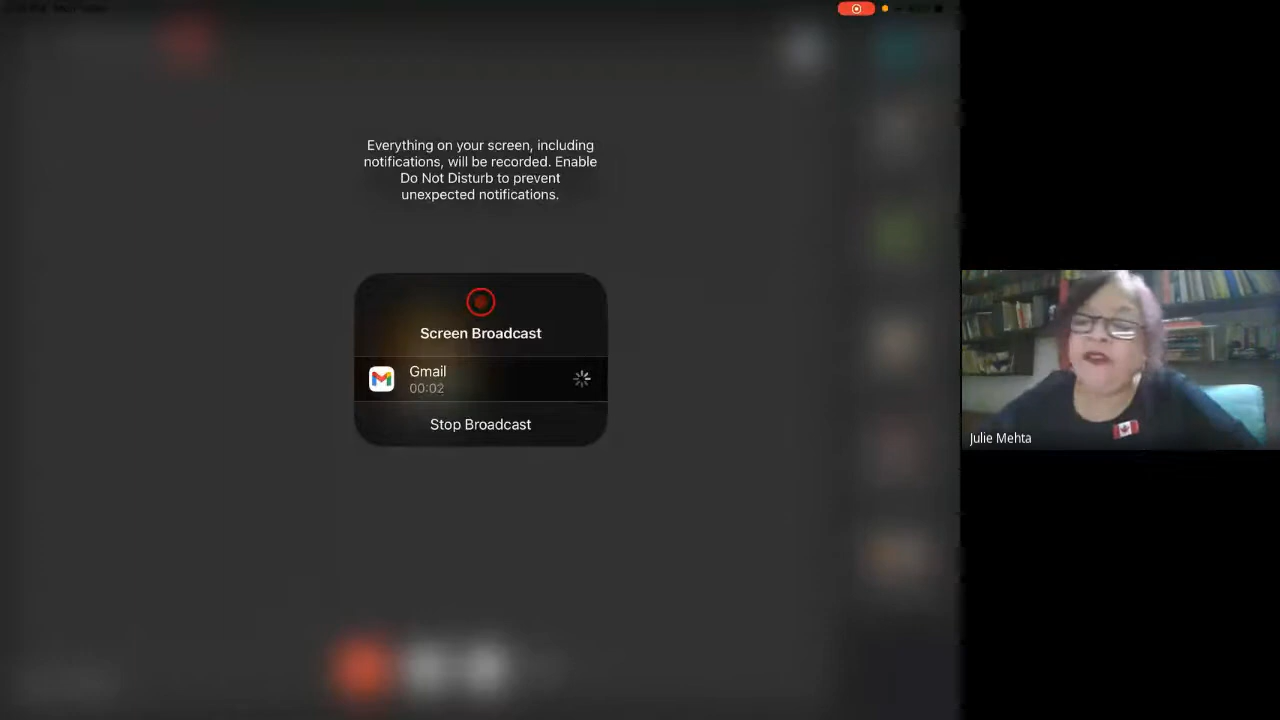 Everything on your screen, including
notifications, will be recorded. Enable
Do Not Disturb to prevent
unexpected notifications.
Screen Broadcast
Gmail
00:02
Stop Broadcast
Julie Mehta